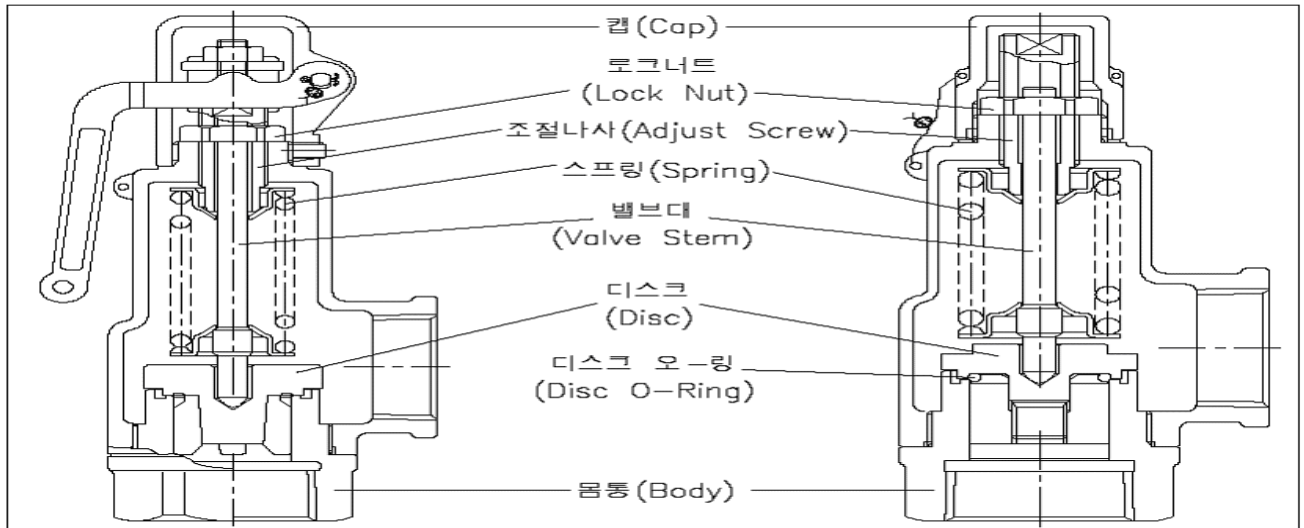 캡(Cap)
로크너트
(Lock Nut)
조절나사(Adjust Screw)
스프링(Spring)
밸브대
(Valve Stem)
디스크
(Disc)
디스크 오-링
(Disc O-Ring)
몸통(Body)